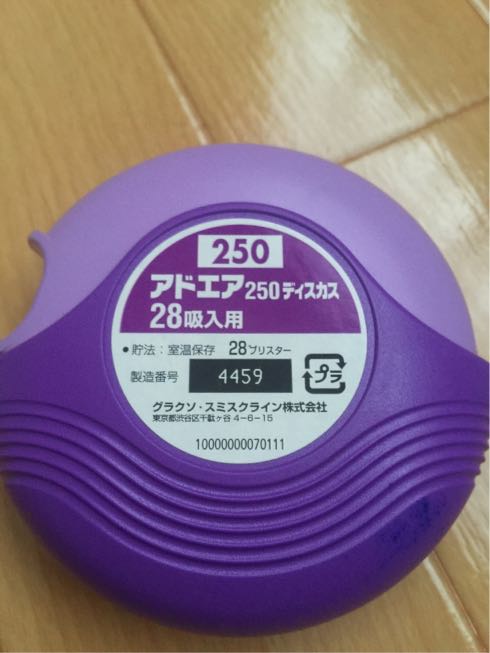 250
アドエア250ディスカス
28吸入用
•貯法：室温保存 28ブリスター
製造番号 4459 プラ
グラクソ・スミスクライン株式会社
東京都渋谷区千駄ヶ谷 4-6-15
10000000070111